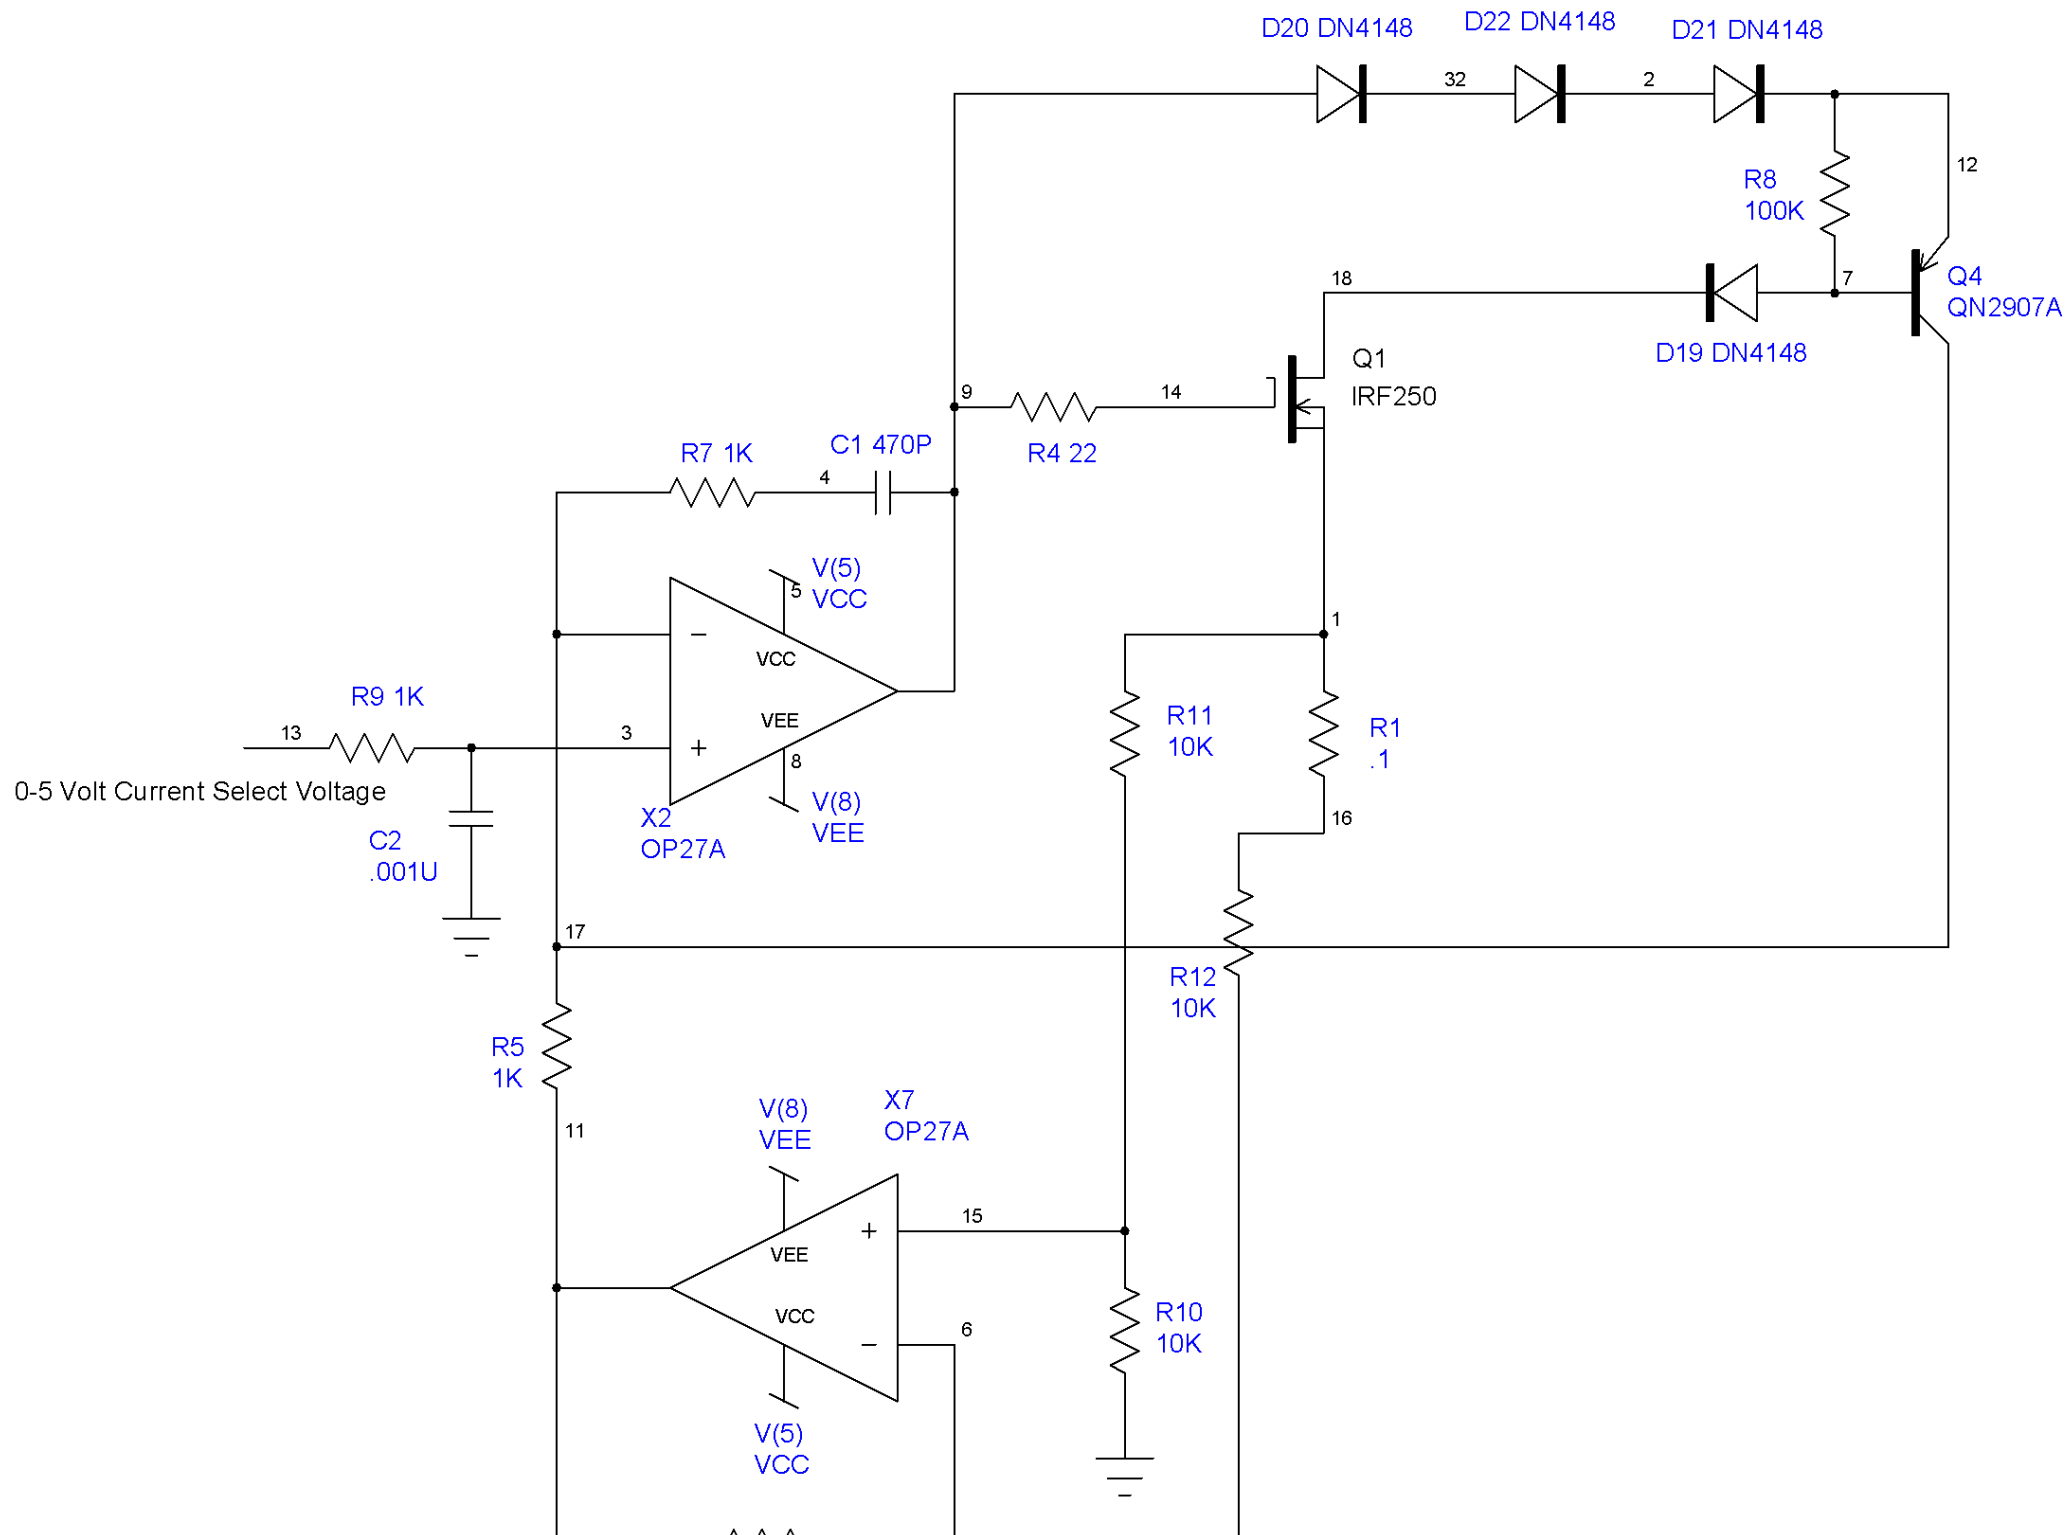 D20 DN4148
D22 DN4148
D21 DN4148
32
2
12
R8
100K
18
7
Q4
QN2907A
D19 DN4148
Q1
IRF250
9
14
R4 22
C1 470P
R7 1K
4
V(5)
VCC
5
−
VCC
1
R9 1K
VEE
R11
10K
R1
.1
13
3
+
8
0-5 Volt Current Select Voltage
V(8)
VEE
X2
OP27A
16
C2
.001U
17
R12
10K
R5
1K
11
V(8)
VEE
X7
OP27A
15
+
VEE
VCC
6
−
R10
10K
V(5)
VCC